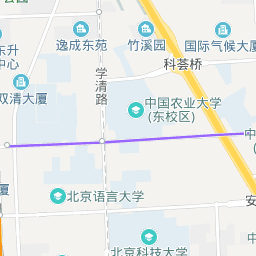 公园
逸成东苑
竹溪园
国际气候大厦
东升
中心
科荟桥
学清路
双清大厦
中国农业大学
(东校区)
中
大厦
北京语言大学
安
北京科技大学